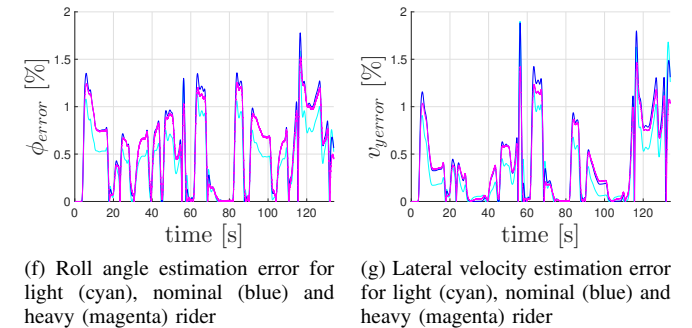 2
1.5
1
0.5
0
ϕerror [%]
0 20 40 60 80 100 120
time [s]
2
1.5
1
0.5
0
vyerror [%]
0 20 40 60 80 100 120
time [s]
(f) Roll angle estimation error for
light (cyan), nominal (blue) and
heavy (magenta) rider
(g) Lateral velocity estimation error
for light (cyan), nominal (blue) and
heavy (magenta) rider